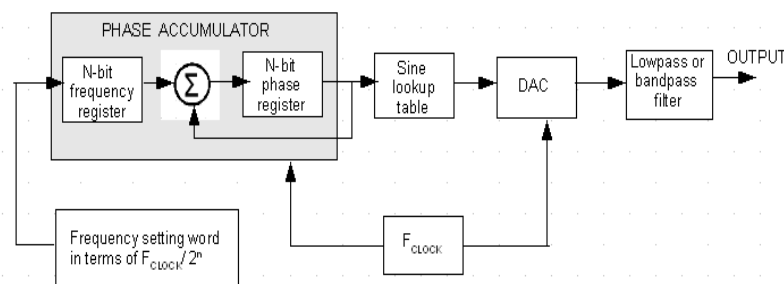 PHASE ACCUMULATOR
N-bit
frequency
register
Σ
N-bit
phase
register
Sine
lookup
table
DAC
Lowpass or
bandpass
filter
OUTPUT
Frequency setting word
in terms of F_CLOCK/2ⁿ
F_CLOCK